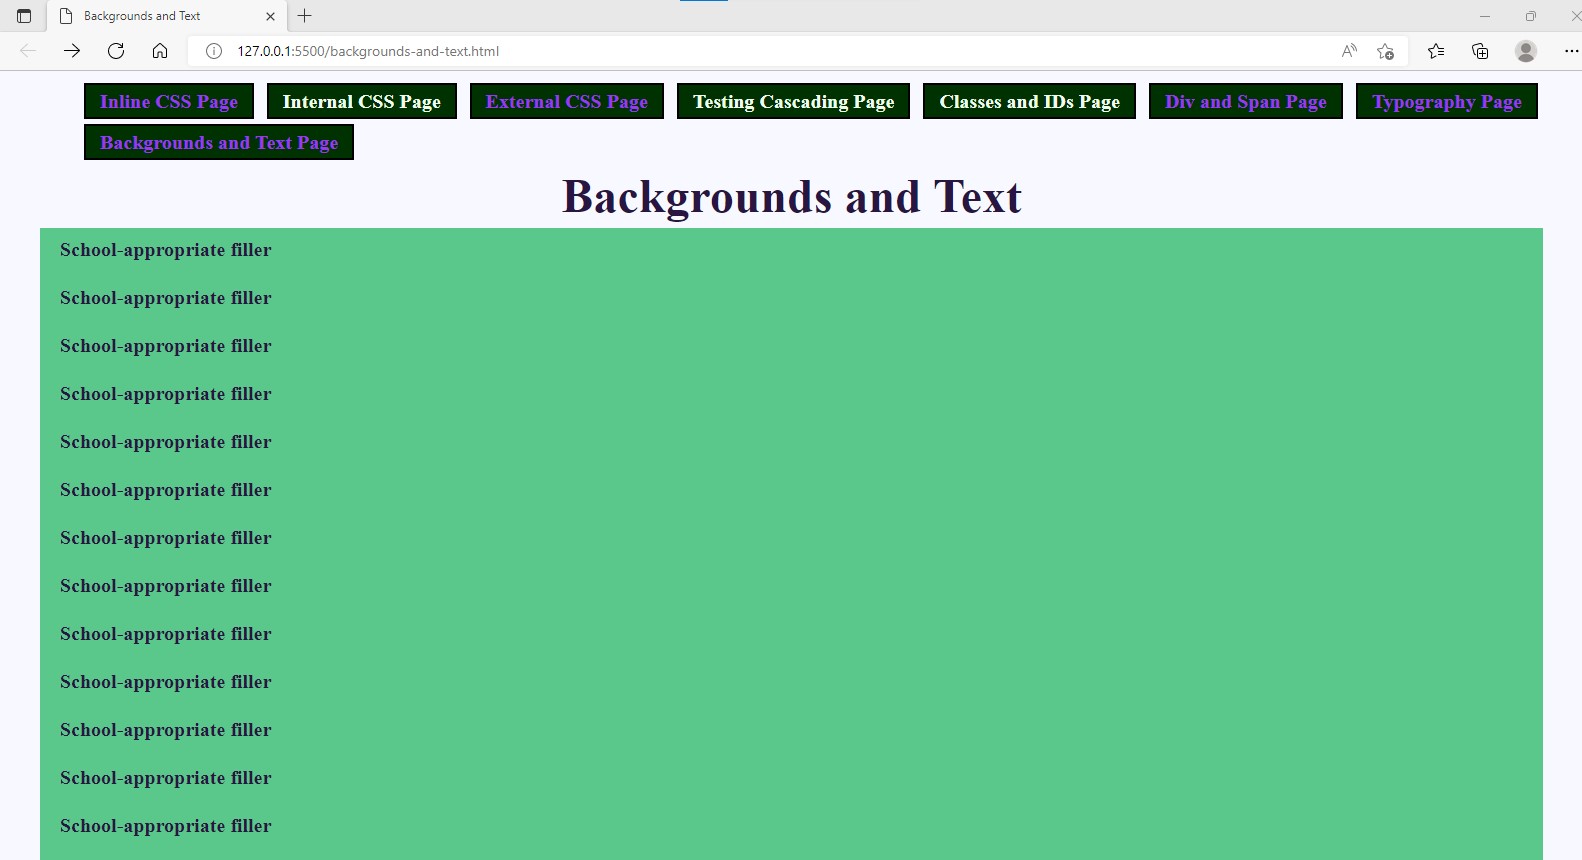 Backgrounds and Text
127.0.0.1:5500/backgrounds-and-text.html
Inline CSS Page Internal CSS Page External CSS Page Testing Cascading Page Classes and IDs Page Div and Span Page Typography Page
Backgrounds and Text Page
Backgrounds and Text
School-appropriate filler
School-appropriate filler
School-appropriate filler
School-appropriate filler
School-appropriate filler
School-appropriate filler
School-appropriate filler
School-appropriate filler
School-appropriate filler
School-appropriate filler
School-appropriate filler
School-appropriate filler
School-appropriate filler